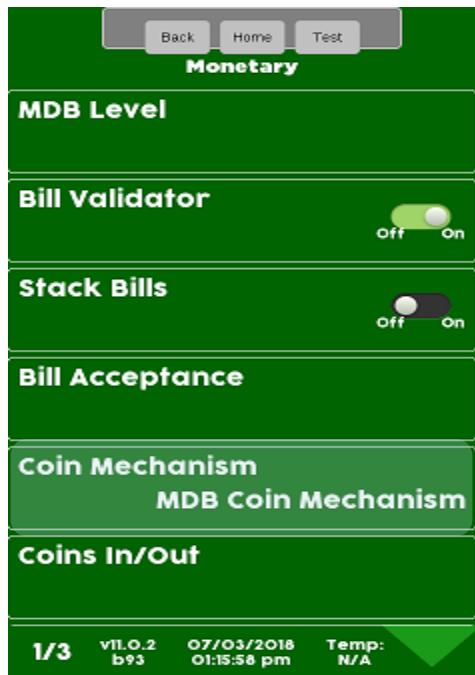 Back Home Test
Monetary
MDB Level
Bill Validator
Off On
Stack Bills
Off On
Bill Acceptance
Coin Mechanism
MDB Coin Mechanism
Coins In/Out
1/3 v11.0.2 07/03/2018 Temp:
b93 01:15:58 pm N/A